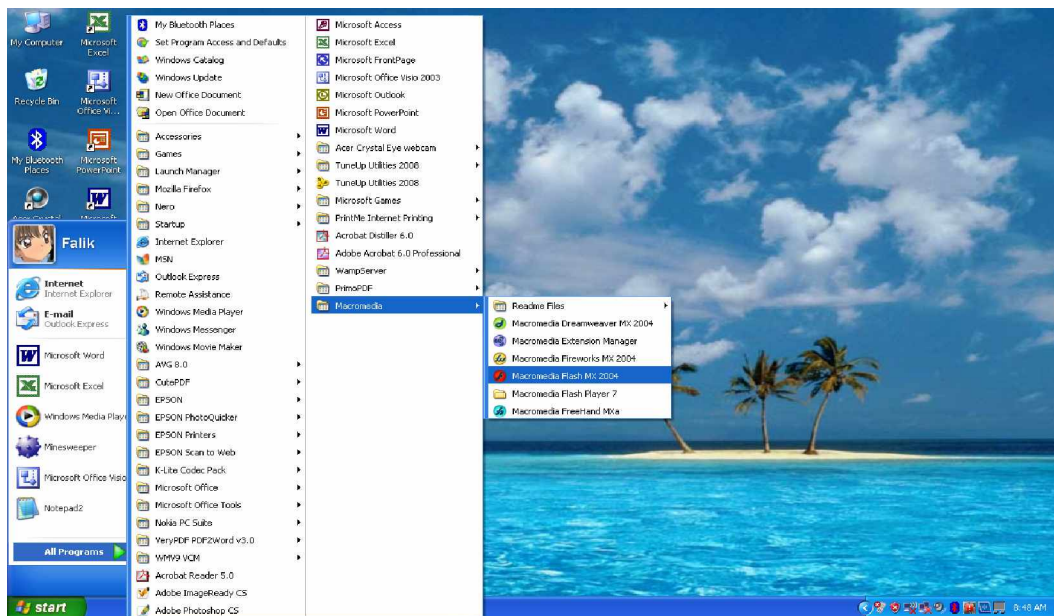 My Computer
Microsoft Excel
Recycle Bin
Microsoft Office Vi...
My Bluetooth Places
Microsoft PowerPoint
Falik
Internet
Internet Explorer
E-mail
Outlook Express
Microsoft Word
Microsoft Excel
Windows Media Playe
Minesweeper
Microsoft Office Visio
Notepad2
All Programs
start
My Bluetooth Places
Set Program Access and Defaults
Windows Catalog
Windows Update
New Office Document
Open Office Document
Accessories
Games
Launch Manager
Mozilla Firefox
Nero
Startup
Internet Explorer
MSN
Outlook Express
Remote Assistance
Windows Media Player
Windows Messenger
Windows Movie Maker
AVG 8.0
CutePDF
EPSON
EPSON PhotoQuicker
EPSON Printers
EPSON Scan to Web
K-Lite Codec Pack
Microsoft Office
Microsoft Office Tools
Nokia PC Suite
VeryPDF PDF2Word v3.0
WMV9 VCM
Acrobat Reader 5.0
Adobe ImageReady CS
Adobe Photoshop CS
Microsoft Access
Microsoft Excel
Microsoft FrontPage
Microsoft Office Visio 2003
Microsoft Outlook
Microsoft PowerPoint
Microsoft Word
Acer Crystal Eye webcam
TuneUp Utilities 2008
TuneUp Utilities 2008
Microsoft Games
PrintMe Internet Printing
Acrobat Distiller 6.0
Adobe Acrobat 6.0 Professional
WampServer
PrimoPDF
Macromedia
Readme Files
Macromedia Dreamweaver MX 2004
Macromedia Extension Manager
Macromedia Fireworks MX 2004
Macromedia Flash MX 2004
Macromedia Flash Player 7
Macromedia FreeHand MXa
8:48 AM